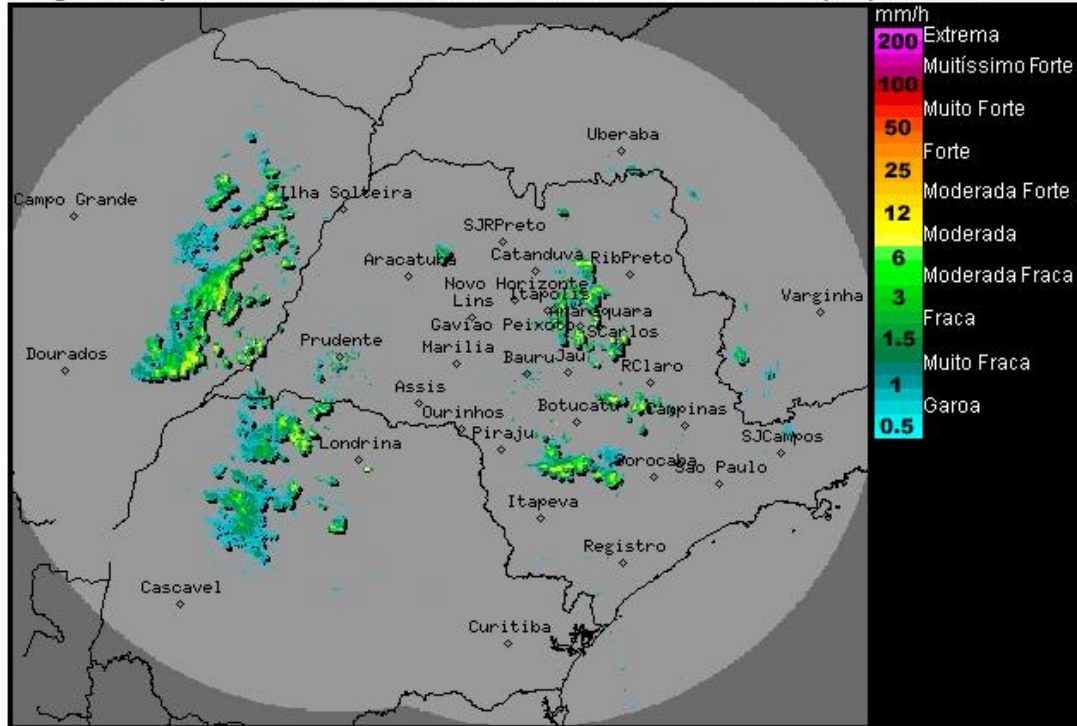 mm/h
200
Extrema
Muitíssimo Forte
100
Muito Forte
50
Forte
25
Moderada Forte
12
Moderada
6
Moderada Fraca
3
Fraca
1.5
Muito Fraca
1
Garoa
0.5
Uberaba
Campo Grande
Ilha Solteira
SJRPreto
Aracatuba
Catanduva
RibPreto
Novo Horizonte
Itapolis
Lins
Araraquara
Gaviao Peixoto
SCarlos
Varginha
Dourados
Prudente
Marilia
Bauru
Jau
RClaro
Assis
Ourinhos
Botucatu
Campinas
Piraju
Londrina
SJCampos
Sorocaba
Sao Paulo
Itapeva
Registro
Cascavel
Curitiba